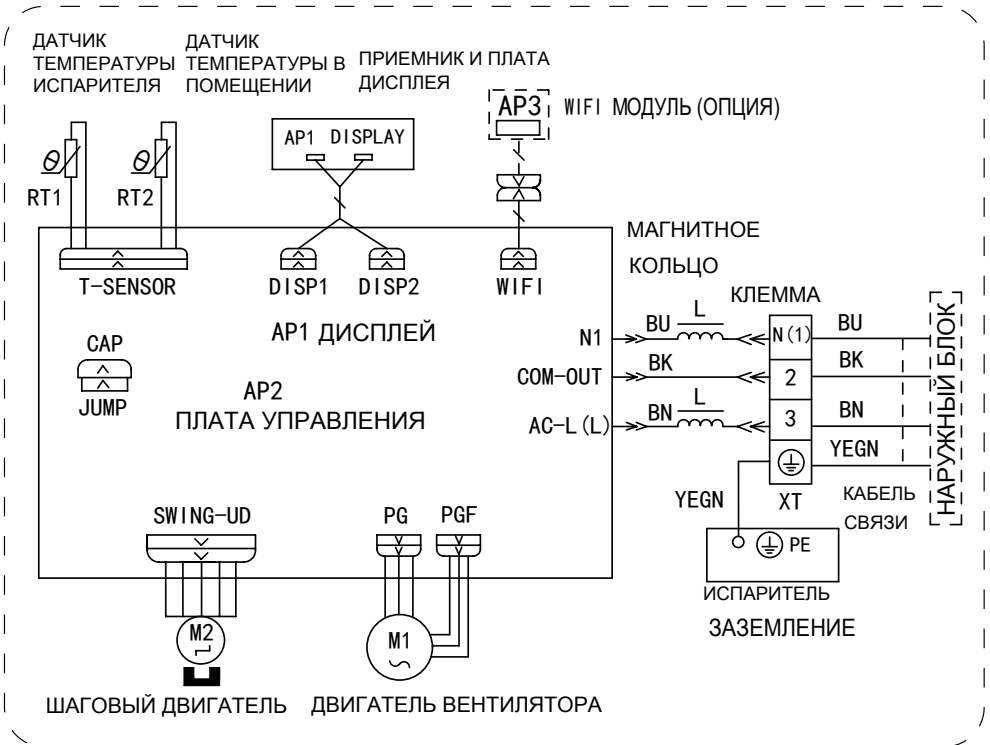 ДАТЧИК
ТЕМПЕРАТУРЫ
ИСПАРИТЕЛЯ
ДАТЧИК
ТЕМПЕРАТУРЫ В
ПОМЕЩЕНИИ
ПРИЕМНИК И ПЛАТА
ДИСПЛЕЯ
AP3
WIFI МОДУЛЬ (ОПЦИЯ)
AP1 DISPLAY
RT1
RT2
T-SENSOR
DISP1
DISP2
WIFI
МАГНИТНОЕ
КОЛЬЦО
КЛЕММА
AP1 ДИСПЛЕЙ
CAP
JUMP
AP2
ПЛАТА УПРАВЛЕНИЯ
N1
BU
L
N(1)
BU
COM-OUT
BK
2
BK
AC-L(L)
BN
L
3
BN
YEGN
YEGN
XT
КАБЕЛЬ
СВЯЗИ
НАРУЖНЫЙ БЛОК
PE
ИСПАРИТЕЛЬ
ЗАЗЕМЛЕНИЕ
SWING-UD
PG
PGF
M2
M1
ШАГОВЫЙ ДВИГАТЕЛЬ
ДВИГАТЕЛЬ ВЕНТИЛЯТОРА